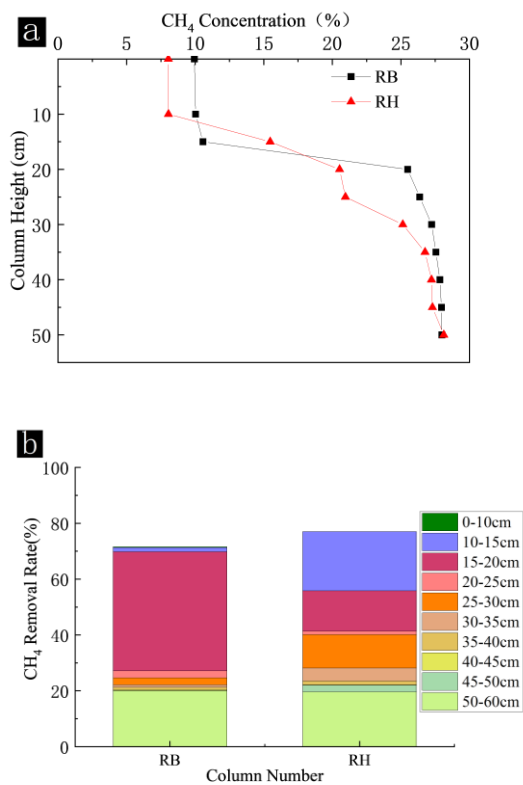 a
CH₄ Concentration (%)
0 5 10 15 20 25 30
RB
RH
Column Height (cm)
10
20
30
40
50
b
CH₄ Removal Rate(%)
100
80
60
40
20
0
0-10cm
10-15cm
15-20cm
20-25cm
25-30cm
30-35cm
35-40cm
40-45cm
45-50cm
50-60cm
RB RH
Column Number